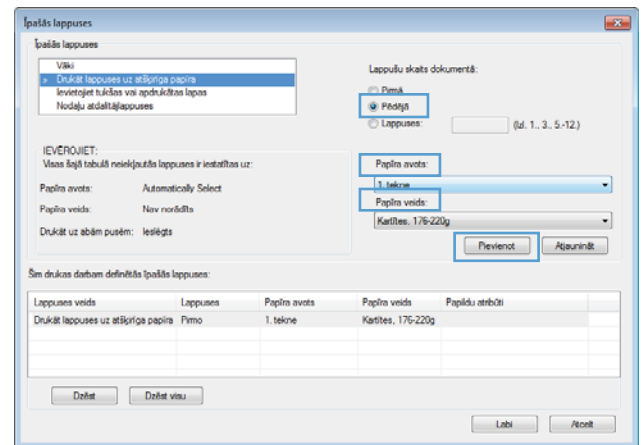 Īpašās lappuses
Īpašās lappuses
Vāki
» Drukāt lappuses uz atšķirīga papīra
Ievietojiet tukšas vai apdrukātas lapas
Nodaļu atdalītājlappuses
Lappušu skaits dokumentā:
Pirmā
Pēdējā
Lappuses:
(tul. 1., 3., 5.-12.)
IEVĒROJIET:
Visas šajā tabulā neiekļautās lappuses ir iestatītas uz:
Papīra avots: Automatically Select
Papīra veids: Nav norādīts
Drukāt uz abām pusēm: Ieslēgts
Papīra avots:
1. tekne
Papīra veids:
Kartītes, 176-220g
Pievienot
Atjaunināt
Šim drukas darbam definētās īpašās lappuses:
Lappuses veids Lappuses Papīra avots Papīra veids Papildu atribūti
Drukāt lappuses uz atšķirīga papīra Pirmo 1. tekne Kartītes, 176-220g
Dzēst Dzēst visu
Labi Atcelt